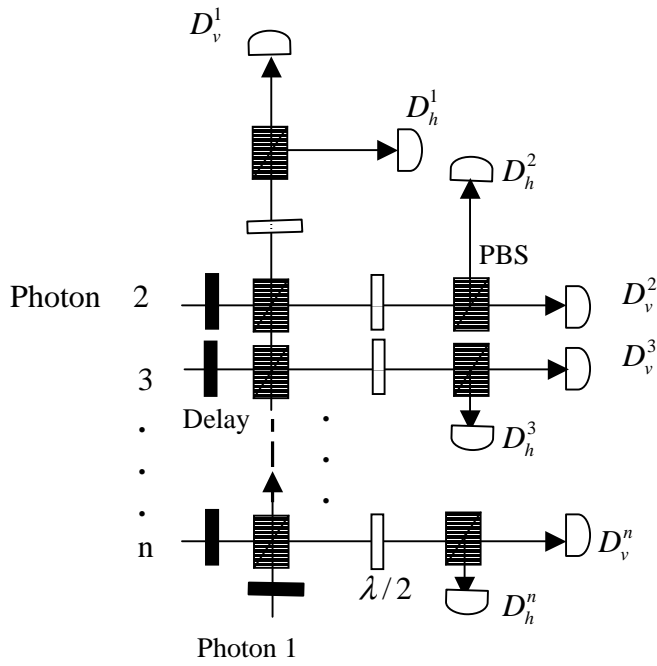 D_v^1
D_h^1
D_h^2
PBS
Photon 2
D_v^2
3
D_v^3
Delay
D_h^3
n
D_v^n
λ/2
D_h^n
Photon 1